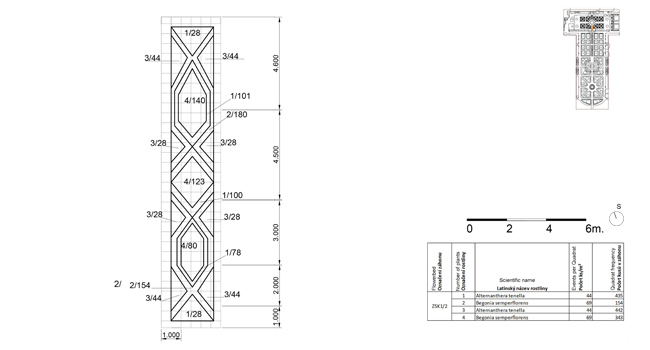 1/28
3/44
3/44
4.600
4/140
1/101
2/180
3/28
3/28
4.500
4/123
1/100
3/28
3/28
3.000
4/80
1/78
2/
2/154
2.000
3/44
3/44
1/28
1.000
1.000
S
0 2 4 6m.
Flowerbed
Označení záhonu
Number of plants
Označení rostliny
Scientific name
Latinský název rostliny
Events per Quadrat
Počet ks/m²
Quadrat frequency
Počet kusů v záhonu
ZSK1/2
1 Alternanthera tenella 44 435
2 Begonia semperflorens 69 154
3 Alternanthera tenella 44 442
4 Begonia semperflorens 69 343